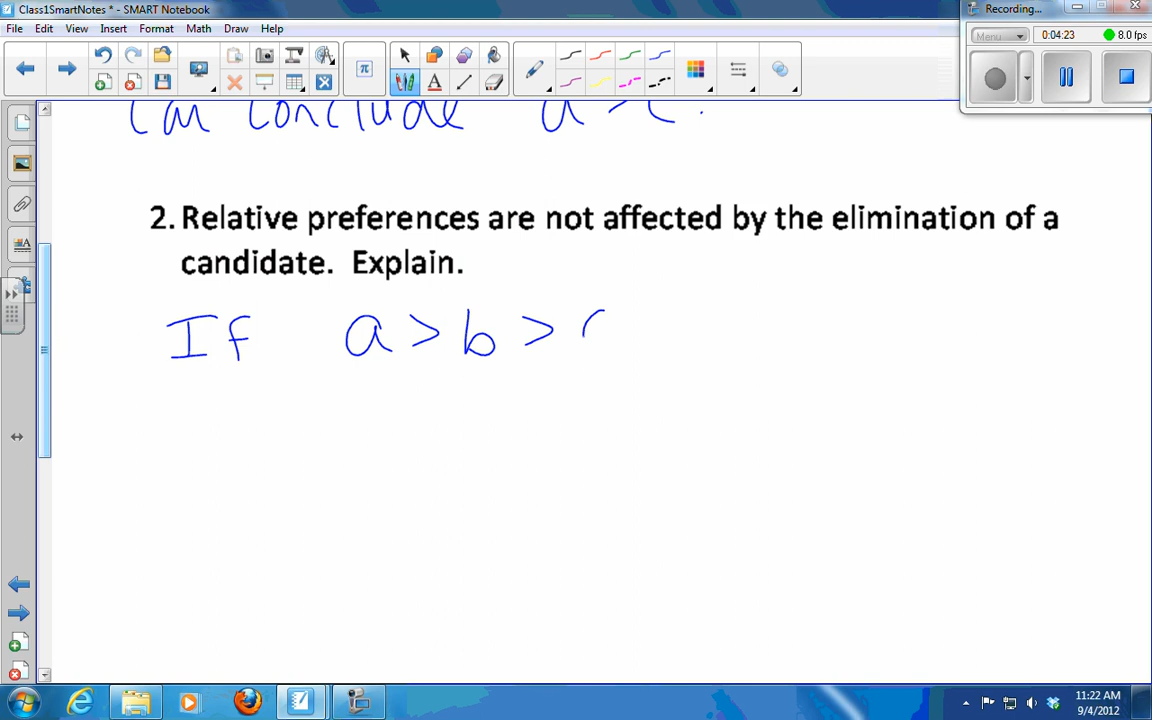 Class1SmartNotes * - SMART Notebook
Recording...
File Edit View Insert Format Math Draw Help
Menu 0:04:23 8.0 fps
π
A
can conclude a > c.
2. Relative preferences are not affected by the elimination of a
candidate. Explain.
If a > b >
11:22 AM
9/4/2012